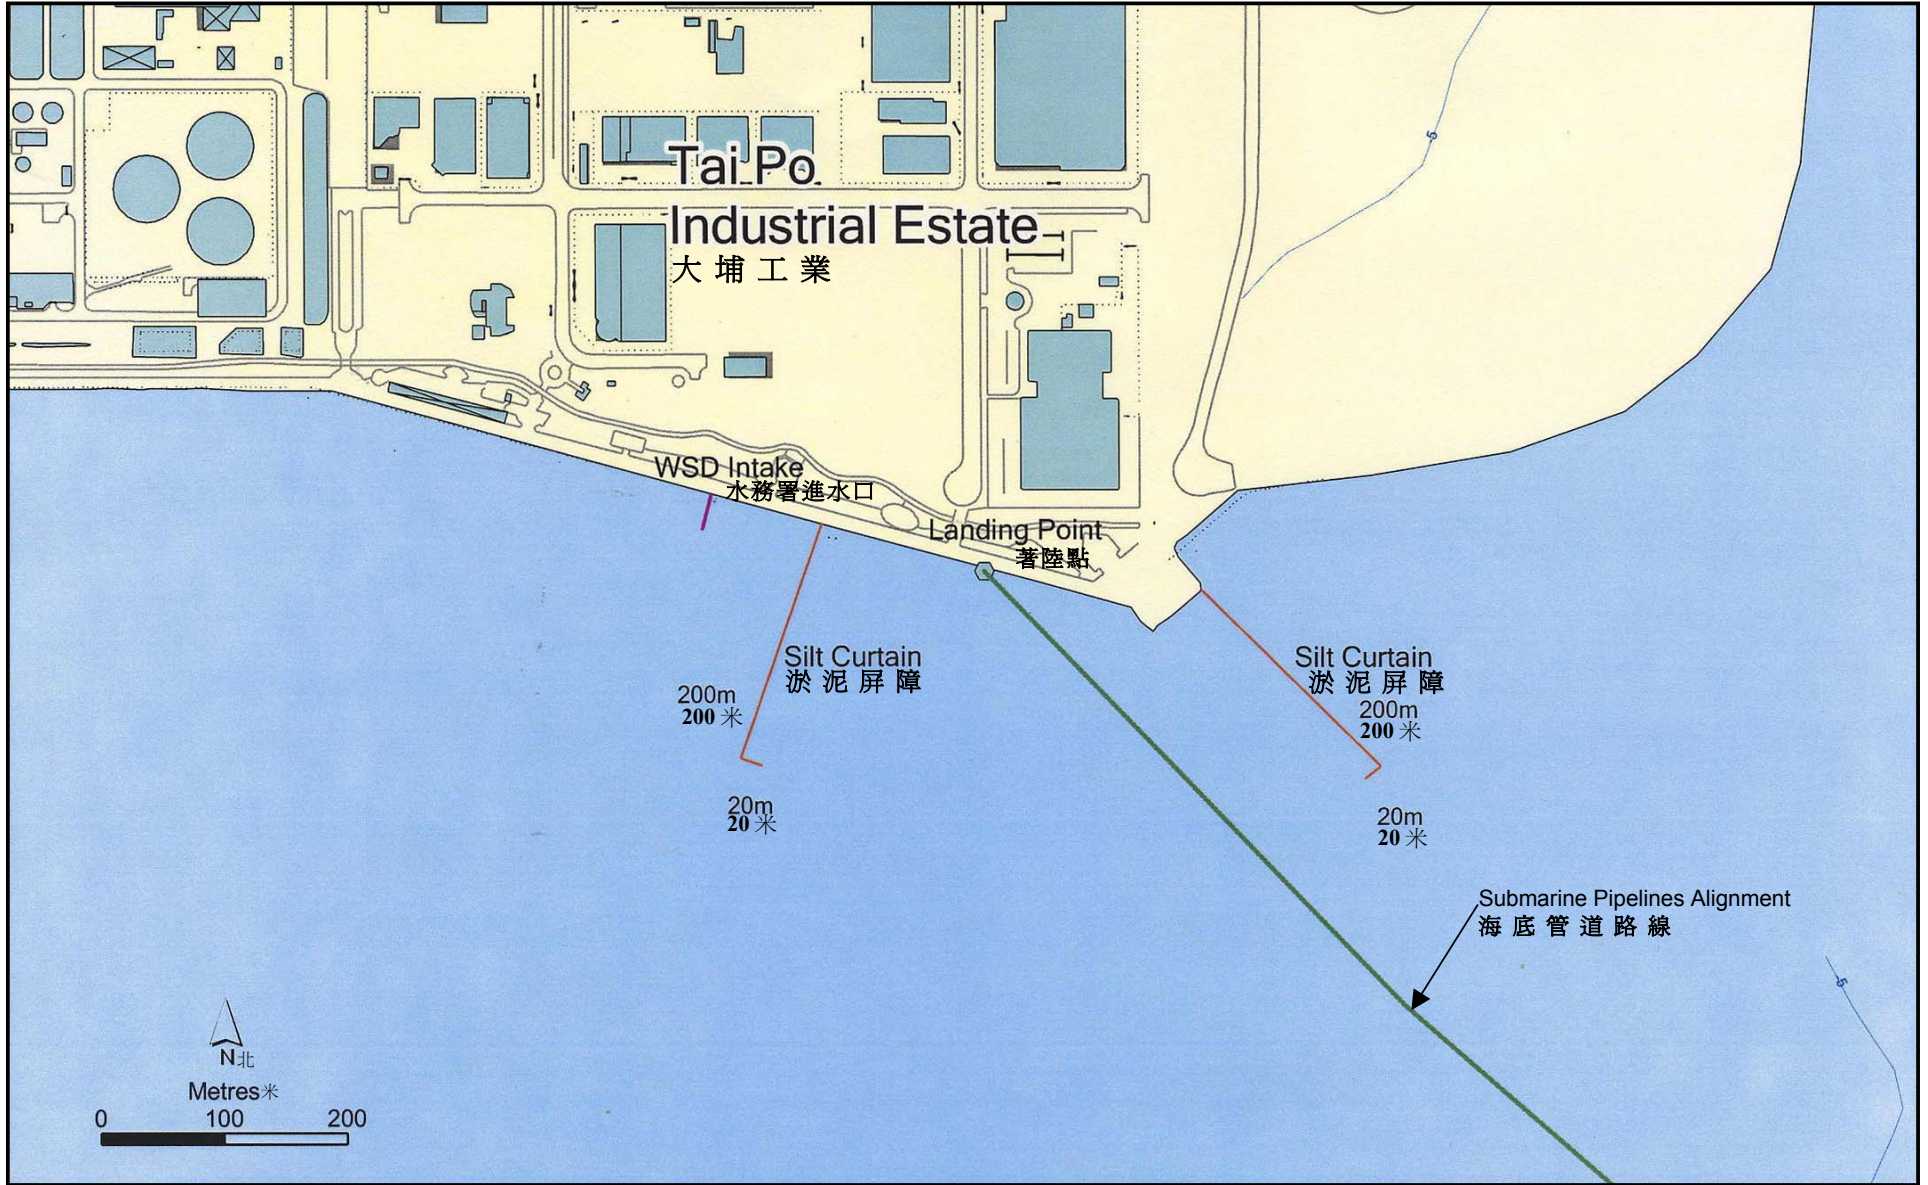 Tai Po
Industrial Estate
大埔工業
5
WSD Intake
水務署進水口
Landing Point
著陸點
Silt Curtain
淤泥屏障
200m
200 米
20m
20 米
Silt Curtain
淤泥屏障
200m
200 米
20m
20 米
Submarine Pipelines Alignment
海底管道路線
5
N北
Metres米
0 100 200